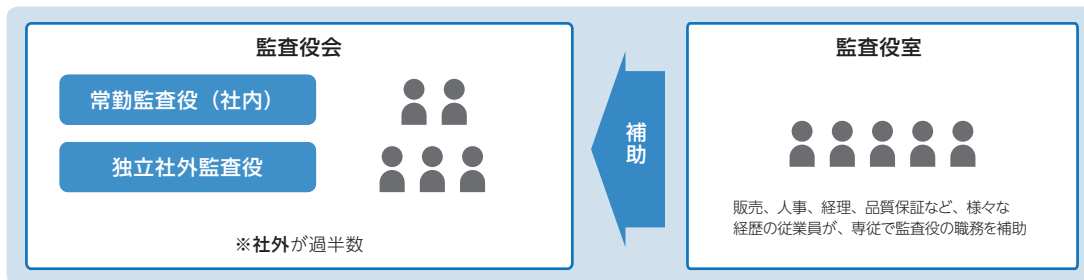 監査役会
常勤監査役（社内）
独立社外監査役
※社外が過半数
補助
監査役室
販売、人事、経理、品質保証など、様々な
経歴の従業員が、専従で監査役の職務を補助